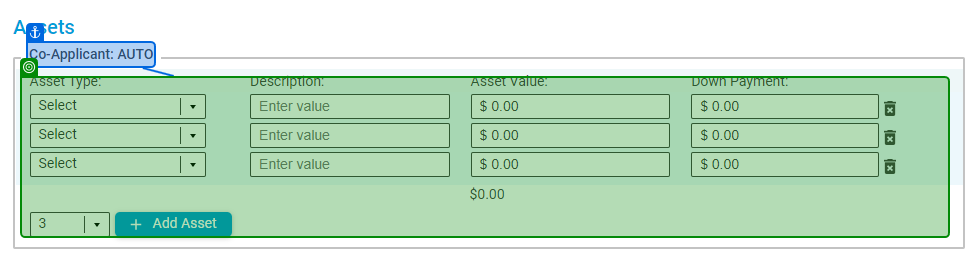 Assets
Co-Applicant: AUTO
Asset Type: Description: Asset Value: Down Payment:
Select Enter value $ 0.00 $ 0.00
Select Enter value $ 0.00 $ 0.00
Select Enter value $ 0.00 $ 0.00
$0.00
3 + Add Asset